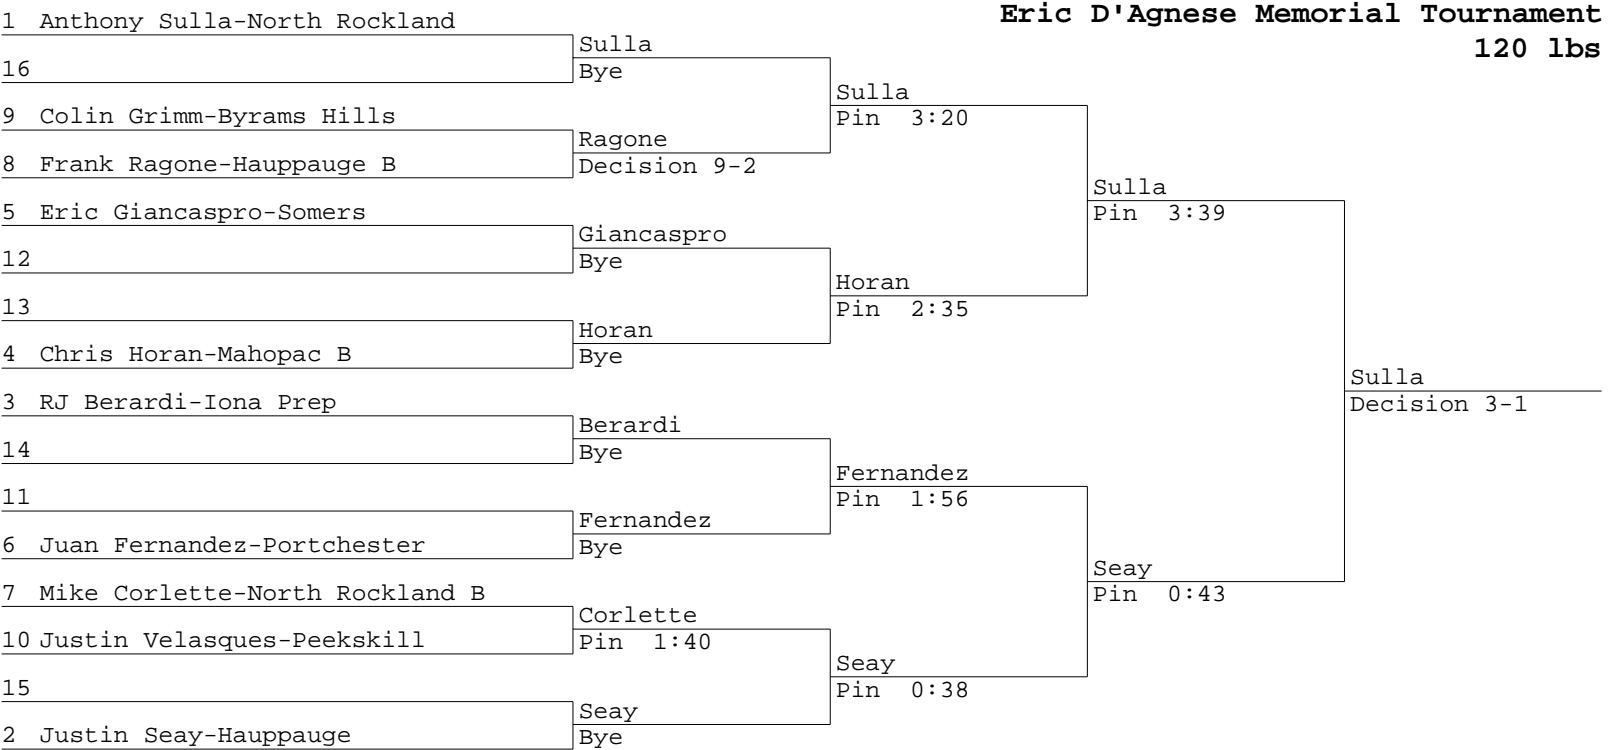 Eric D'Agnese Memorial Tournament
120 lbs
1 Anthony Sulla-North Rockland
16
9 Colin Grimm-Byrams Hills
8 Frank Ragone-Hauppauge B
5 Eric Giancaspro-Somers
12
13
4 Chris Horan-Mahopac B
3 RJ Berardi-Iona Prep
14
11
6 Juan Fernandez-Portchester
7 Mike Corlette-North Rockland B
10 Justin Velasques-Peekskill
15
2 Justin Seay-Hauppauge
Sulla
Bye
Ragone
Decision 9-2
Giancaspro
Bye
Horan
Bye
Berardi
Bye
Fernandez
Bye
Corlette
Pin 1:40
Seay
Bye
Sulla
Pin 3:20
Horan
Pin 2:35
Fernandez
Pin 1:56
Seay
Pin 0:38
Sulla
Pin 3:39
Seay
Pin 0:43
Sulla
Decision 3-1